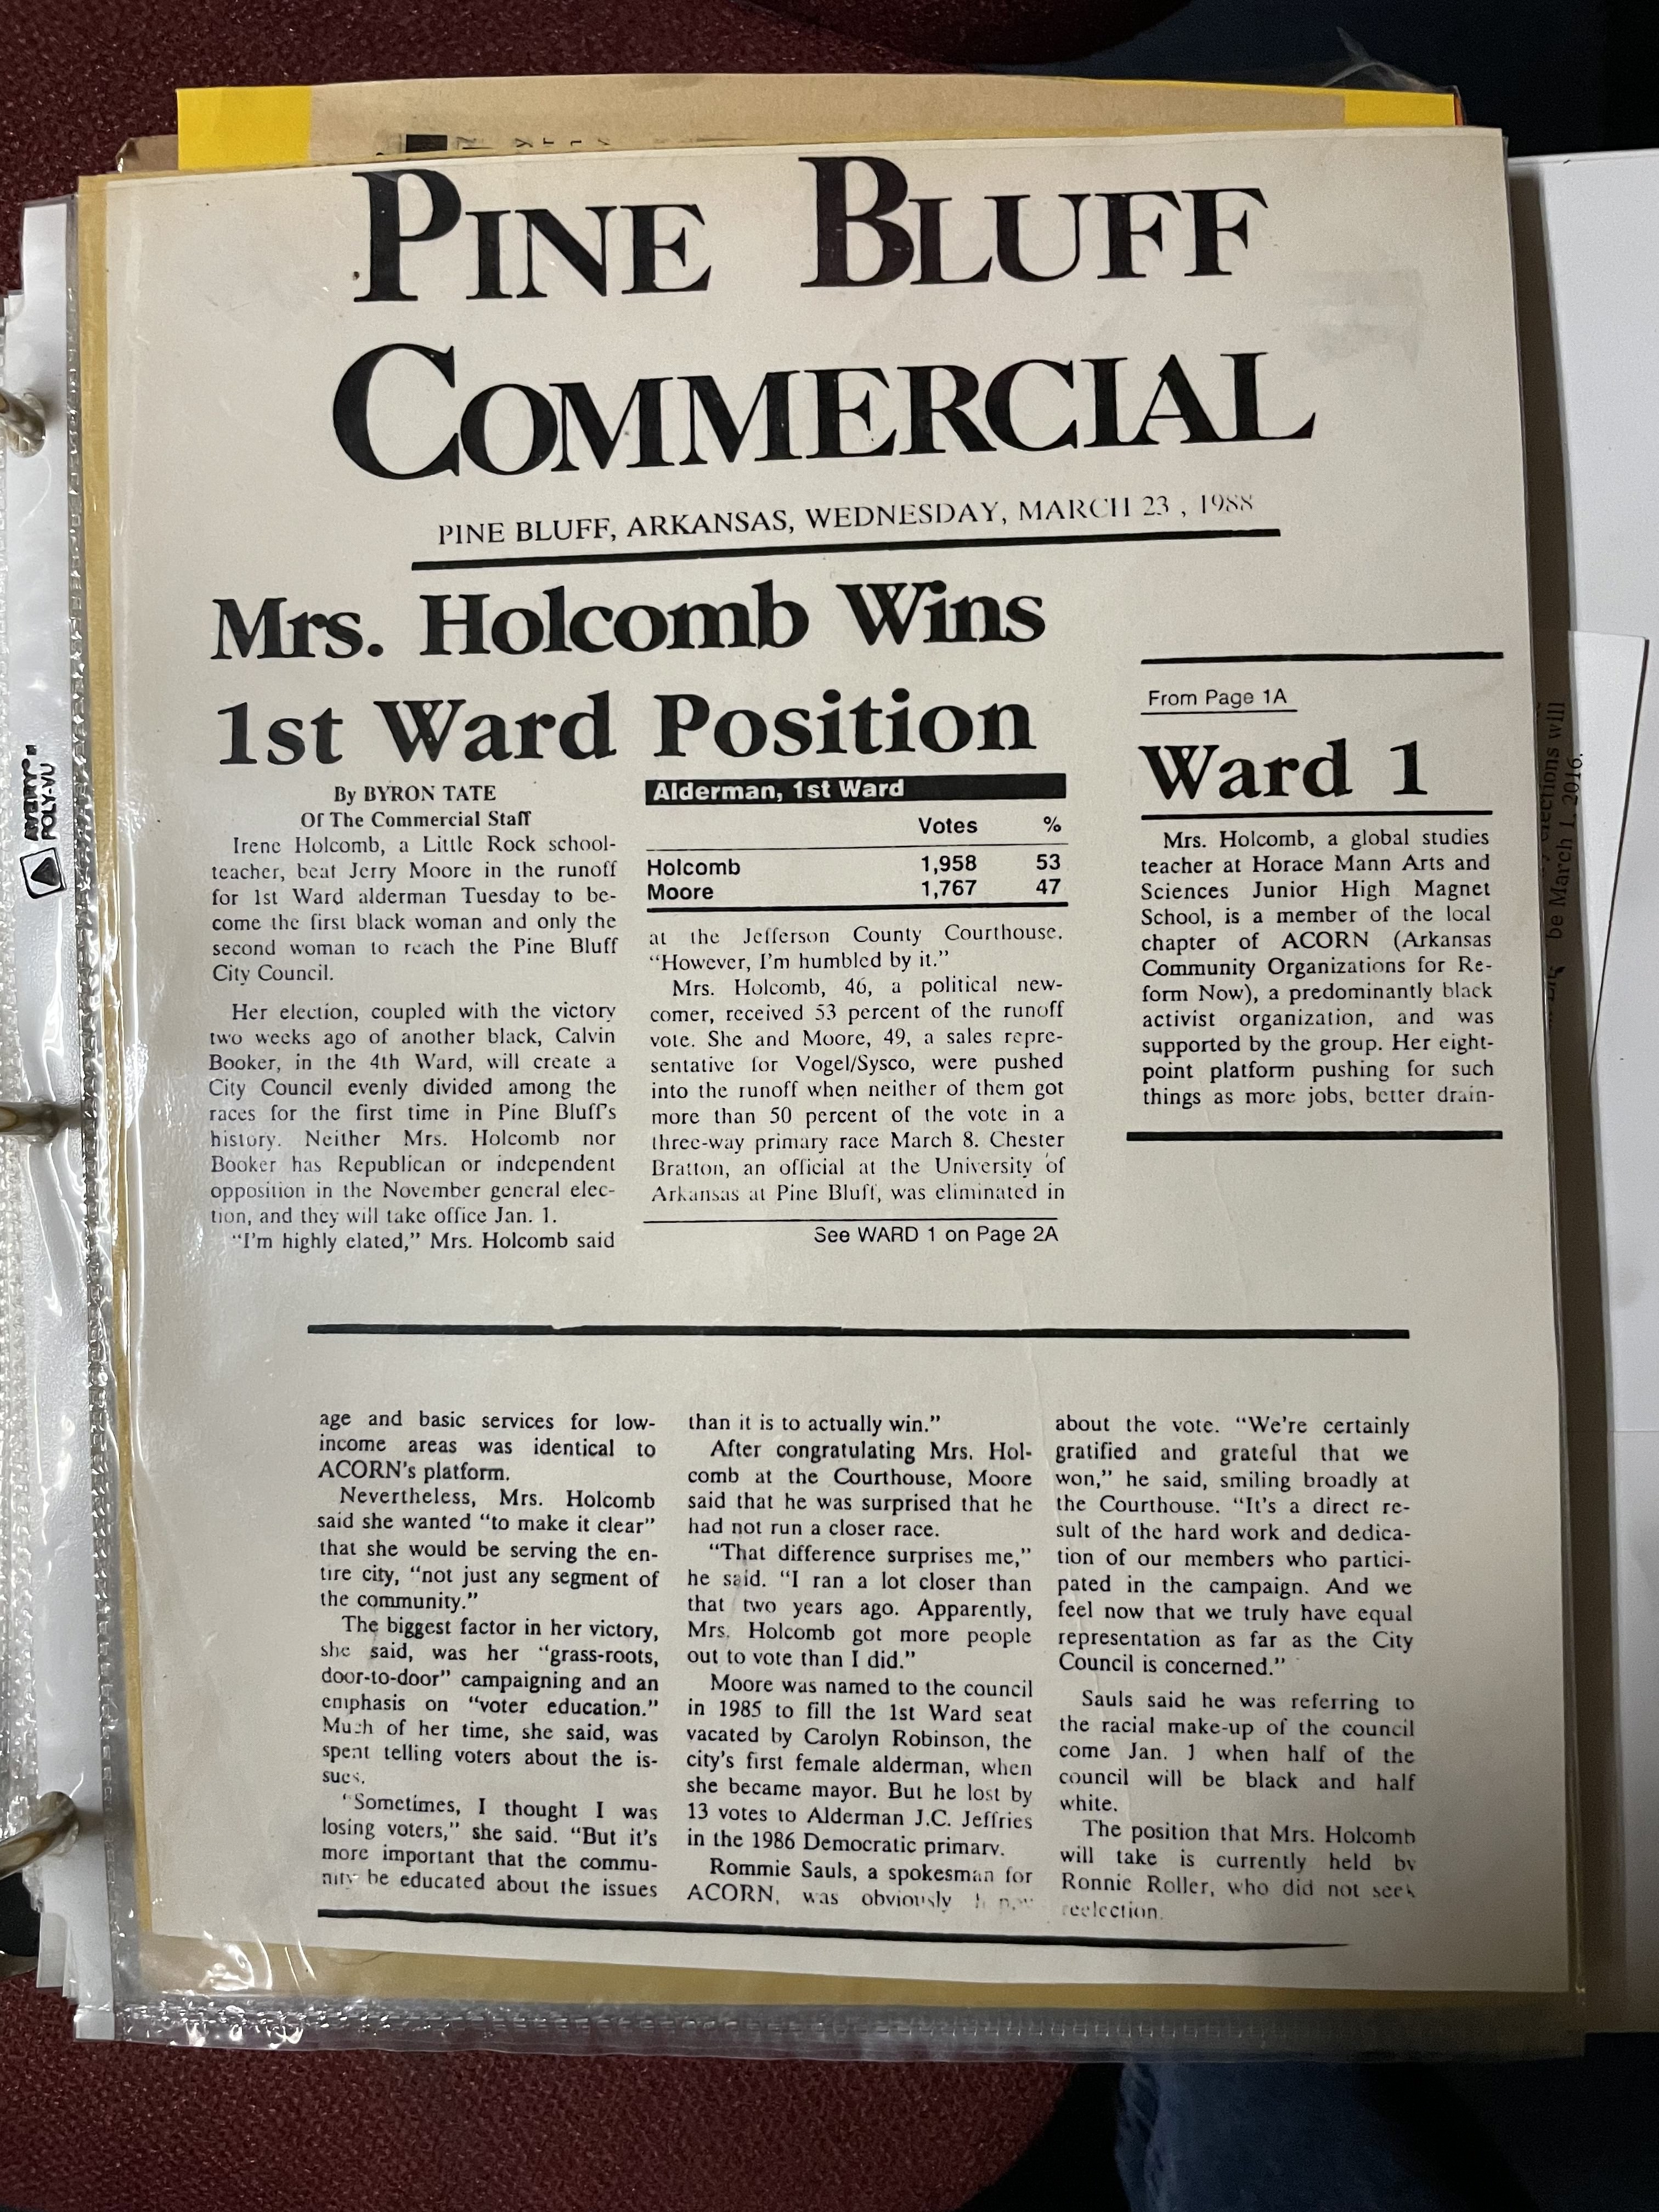 PINE BLUFF
COMMERCIAL
PINE BLUFF, ARKANSAS, WEDNESDAY, MARCH 23, 1988
Mrs. Holcomb Wins
1st Ward Position
By BYRON TATE
Of The Commercial Staff
Irene Holcomb, a Little Rock school-
teacher, beat Jerry Moore in the runoff
for 1st Ward alderman Tuesday to be-
come the first black woman and only the
second woman to reach the Pine Bluff
City Council.
Her election, coupled with the victory
two weeks ago of another black, Calvin
Booker, in the 4th Ward, will create a
City Council evenly divided among the
races for the first time in Pine Bluff's
history. Neither Mrs. Holcomb nor
Booker has Republican or independent
opposition in the November general elec-
tion, and they will take office Jan. 1.
"I'm highly elated," Mrs. Holcomb said
Alderman, 1st Ward
Votes %
Holcomb 1,958 53
Moore 1,767 47
at the Jefferson County Courthouse.
"However, I'm humbled by it."
Mrs. Holcomb, 46, a political new-
comer, received 53 percent of the runoff
vote. She and Moore, 49, a sales repre-
sentative for Vogel/Sysco, were pushed
into the runoff when neither of them got
more than 50 percent of the vote in a
three-way primary race March 8. Chester
Bratton, an official at the University of
Arkansas at Pine Bluff, was eliminated in
See WARD 1 on Page 2A
From Page 1A
Ward 1
Mrs. Holcomb, a global studies
teacher at Horace Mann Arts and
Sciences Junior High Magnet
School, is a member of the local
chapter of ACORN (Arkansas
Community Organizations for Re-
form Now), a predominantly black
activist organization, and was
supported by the group. Her eight-
point platform pushing for such
things as more jobs, better drain-
age and basic services for low-
income areas was identical to
ACORN's platform.
Nevertheless, Mrs. Holcomb
said she wanted "to make it clear"
that she would be serving the en-
tire city, "not just any segment of
the community."
The biggest factor in her victory,
she said, was her "grass-roots,
door-to-door" campaigning and an
emphasis on "voter education."
Much of her time, she said, was
spent telling voters about the is-
sues.
"Sometimes, I thought I was
losing voters," she said. "But it's
more important that the commu-
nity be educated about the issues
than it is to actually win."
After congratulating Mrs. Hol-
comb at the Courthouse, Moore
said that he was surprised that he
had not run a closer race.
"That difference surprises me,"
he said. "I ran a lot closer than
that two years ago. Apparently,
Mrs. Holcomb got more people
out to vote than I did."
Moore was named to the council
in 1985 to fill the 1st Ward seat
vacated by Carolyn Robinson, the
city's first female alderman, when
she became mayor. But he lost by
13 votes to Alderman J.C. Jeffries
in the 1986 Democratic primary.
Rommie Sauls, a spokesman for
ACORN, was obviously
about the vote. "We're certainly
gratified and grateful that we
won," he said, smiling broadly at
the Courthouse. "It's a direct re-
sult of the hard work and dedica-
tion of our members who partici-
pated in the campaign. And we
feel now that we truly have equal
representation as far as the City
Council is concerned."
Sauls said he was referring to
the racial make-up of the council
come Jan. 1 when half of the
council will be black and half
white.
The position that Mrs. Holcomb
will take is currently held by
Ronnie Roller, who did not seek
reelection.
AVERY
POLY-VU
elections will
be March 1, 2016.